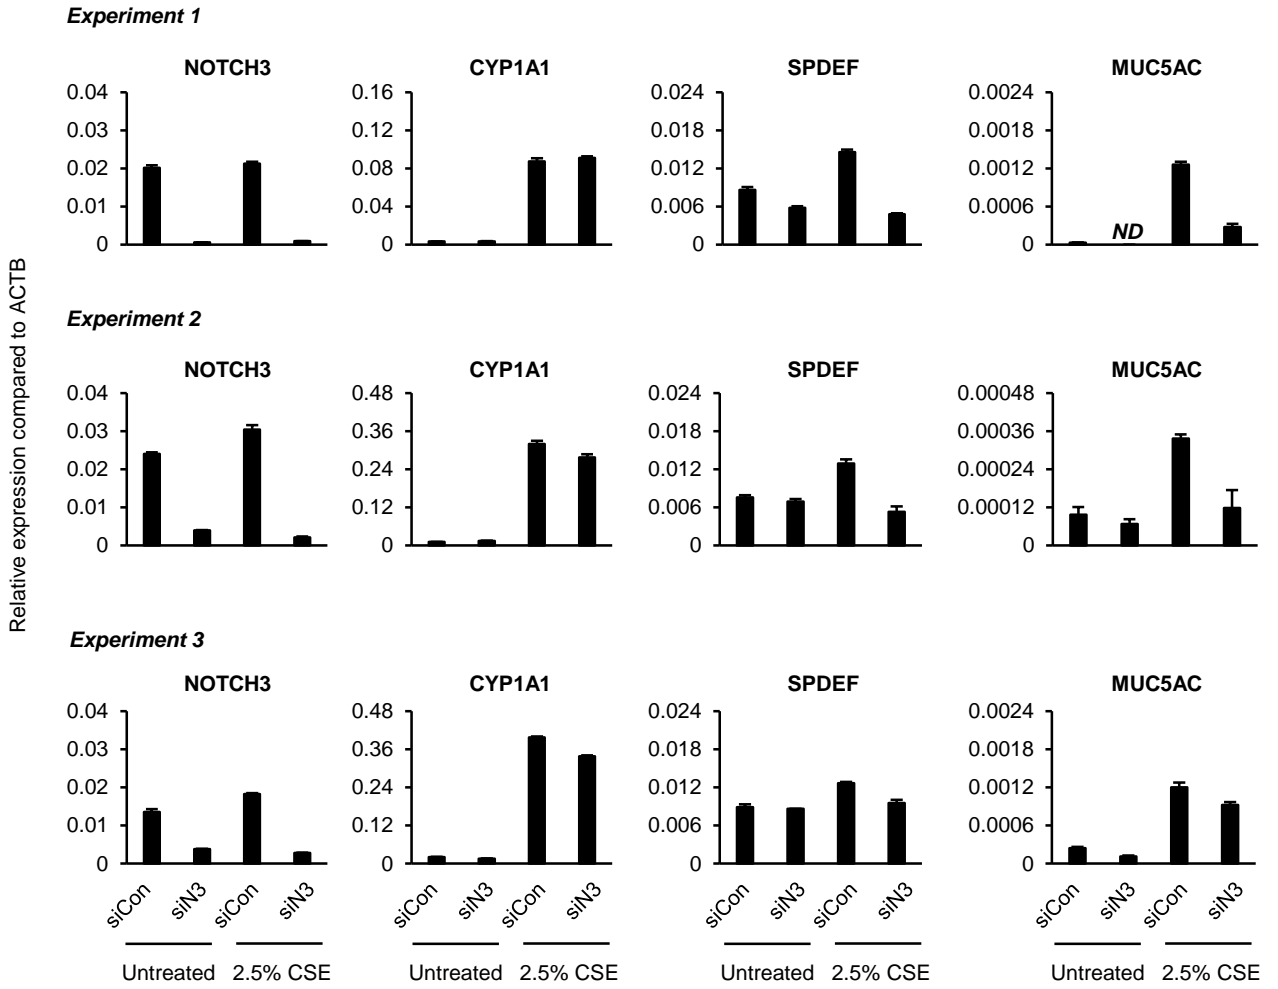 Experiment 1
NOTCH3 CYP1A1 SPDEF MUC5AC
0.04 0.16 0.024 0.0024
0.03 0.12 0.018 0.0018
0.02 0.08 0.012 0.0012
0.01 0.04 0.006 0.0006
ND
0 0 0 0
Relative expression compared to ACTB
Experiment 2
NOTCH3 CYP1A1 SPDEF MUC5AC
0.04 0.48 0.024 0.00048
0.03 0.36 0.018 0.00036
0.02 0.24 0.012 0.00024
0.01 0.12 0.006 0.00012
0 0 0 0
Experiment 3
NOTCH3 CYP1A1 SPDEF MUC5AC
0.04 0.48 0.024 0.0024
0.03 0.36 0.018 0.0018
0.02 0.24 0.012 0.0012
0.01 0.12 0.006 0.0006
0 0 0 0
siCon siN3 siCon siN3 siCon siN3 siCon siN3 siCon siN3 siCon siN3 siCon siN3 siCon siN3
Untreated 2.5% CSE Untreated 2.5% CSE Untreated 2.5% CSE Untreated 2.5% CSE